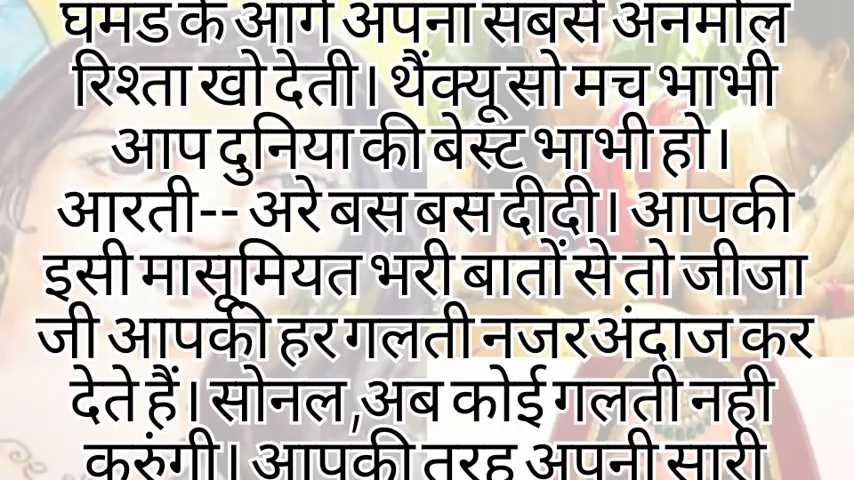 घमंड के आगे अपना सबसे अनमोल
रिश्ता खो देती। थैंक्यू सो मच भाभी
आप दुनिया की बेस्ट भाभी हो।
आरती-- अरे बस बस दीदी। आपकी
इसी मासूमियत भरी बातों से तो जीजा
जी आपकी हर गलती नजरअंदाज कर
देते हैं। सोनल,अब कोई गलती नही
करुंगी। आपकी तरह अपनी सारी